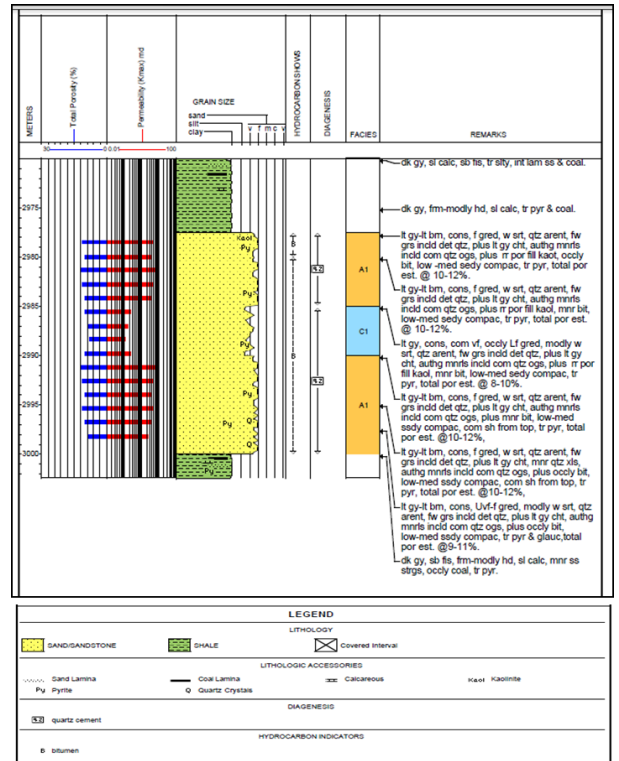 METERS
Total Porosity (%)
Permeability (Kmax) md
GRAIN SIZE
sand
silt
clay
v f m c v
HYDROCARBON SHOWS
DIAGENESIS
FACIES
REMARKS
30 0 0.01 100
2975
2980
2985
2990
2995
3000
Kaol
Py
Py
Py
Py
Py
Q
Q
Py
B
B
A1
C1
A1
dk gy, sl calc, sb fis, tr slty, int lam ss & coal.
dk gy, frm-modly hd, sl calc, tr pyr & coal.
lt gy-lt brn, cons, f gred, w srt, qtz arent, fw
grs incld det qtz, plus lt gy cht, authg mnrls
incld com qtz ogs, plus rr por fill kaol, occly
bit, low -med sedy compac, tr pyr, total por
est. @ 10-12%.
lt gy-lt brn, cons, f gred, w srt, qtz arent, fw
grs incld det qtz, plus lt gy cht, authg mnrls
incld com qtz ogs, plus rr por fill kaol, mnr bit,
low-med sedy compac, tr pyr, total por est.
@ 10-12%.
lt gy, cons, com vf, occly Lf gred, modly w
srt, qtz arent, fw grs incld det qtz, plus lt gy
cht, authg mnrls incld com qtz ogs, plus rr por
fill kaol, mnr bit, low-med sedy compac, tr
pyr, total por est. @ 8-10%.
lt gy-lt brn, cons, f gred, w srt, qtz arent, fw
grs incld det qtz, plus lt gy cht, authg mnrls
incld com qtz ogs, plus mnr bit, low-med
ssdy compac, com sh from top, tr pyr, total
por est. @10-12%,
lt gy-lt brn, cons, f gred, w srt, qtz arent, fw
grs incld det qtz, plus lt gy cht, mnr qtz xls,
authg mnrls incld com qtz ogs, plus occly bit,
low-med ssdy compac, com sh from top, tr
pyr, total por est. @10-12%,
lt gy-lt brn, cons, Uvf-f gred, modly w srt, qtz
arent, fw grs incld det qtz, plus lt gy cht, authg
mnrls incld com qtz ogs, plus occly bit,
low-med ssdy compac, tr pyr & glauc,total
por est. @9-11%.
dk gy, sb fis, frm-modly hd, sl calc, mnr ss
strgs, occly coal, tr pyr.
LEGEND
LITHOLOGY
SAND/SANDSTONE SHALE Covered Interval
LITHOLOGIC ACCESSORIES
Sand Lamina Coal Lamina Calcareous Kaol Kaolinite
Py Pyrite Q Quartz Crystals
DIAGENESIS
quartz cement
HYDROCARBON INDICATORS
B bitumen